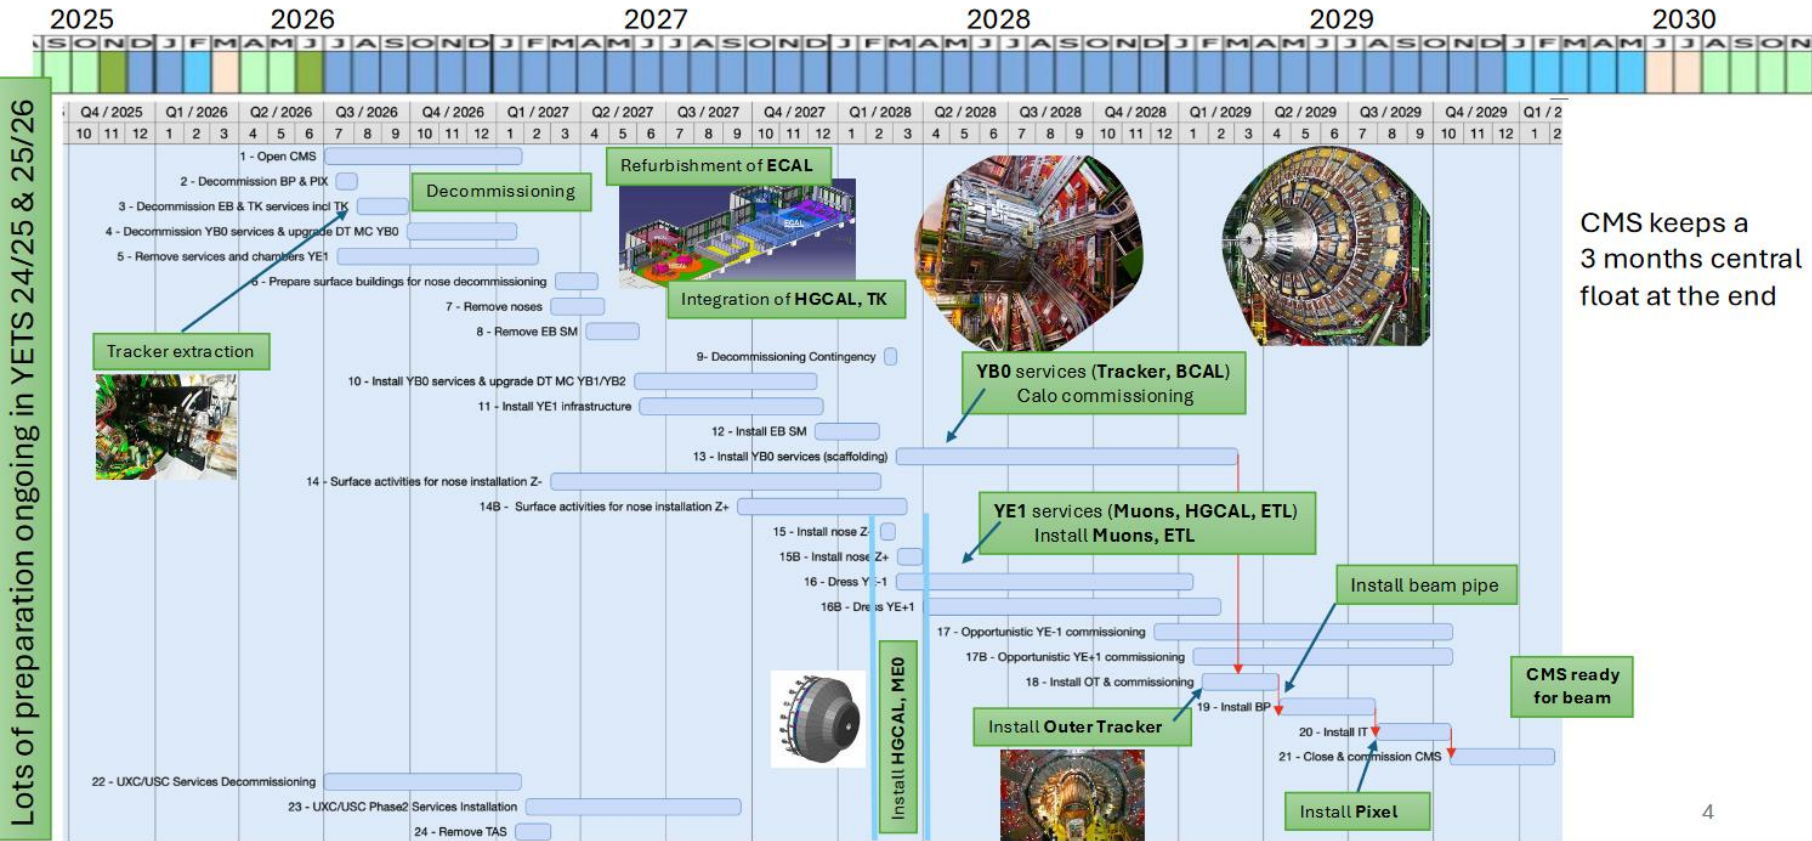 2025 2026 2027 2028 2029 2030
S O N D J F M A M J J A S O N D J F M A M J J A S O N D J F M A M J J A S O N D J F M A M J J A S O N D J F M A M J J A S O N
Q4 / 2025 Q1 / 2026 Q2 / 2026 Q3 / 2026 Q4 / 2026 Q1 / 2027 Q2 / 2027 Q3 / 2027 Q4 / 2027 Q1 / 2028 Q2 / 2028 Q3 / 2028 Q4 / 2028 Q1 / 2029 Q2 / 2029 Q3 / 2029 Q4 / 2029 Q1 / 2
10 11 12 1 2 3 4 5 6 7 8 9 10 11 12 1 2 3 4 5 6 7 8 9 10 11 12 1 2 3 4 5 6 7 8 9 10 11 12 1 2 3 4 5 6 7 8 9 10 11 12 1 2
Lots of preparation ongoing in YETS 24/25 & 25/26
1 - Open CMS
2 - Decommission BP & PIX
3 - Decommission EB & TK services incl TK
4 - Decommission YB0 services & upgrade DT MC YB0
5 - Remove services and chambers YE1
6 - Prepare surface buildings for nose decommissioning
7 - Remove noses
8 - Remove EB SM
9- Decommissioning Contingency
10 - Install YB0 services & upgrade DT MC YB1/YB2
11 - Install YE1 infrastructure
12 - Install EB SM
13 - Install YB0 services (scaffolding)
14 - Surface activities for nose installation Z-
14B - Surface activities for nose installation Z+
15 - Install nose Z-
15B - Install nose Z+
16 - Dress YE-1
16B - Dress YE+1
17 - Opportunistic YE-1 commissioning
17B - Opportunistic YE+1 commissioning
18 - Install OT & commissioning
19 - Install BP
20 - Install IT
21 - Close & commission CMS
22 - UXC/USC Services Decommissioning
23 - UXC/USC Phase2 Services Installation
24 - Remove TAS
Decommissioning
Refurbishment of ECAL
ECAL
Integration of HGCAL, TK
Tracker extraction
YB0 services (Tracker, BCAL)
Calo commissioning
YE1 services (Muons, HGCAL, ETL)
Install Muons, ETL
Install beam pipe
Install HGCAL, ME0
Install Outer Tracker
Install Pixel
CMS ready
for beam
CMS keeps a
3 months central
float at the end
4